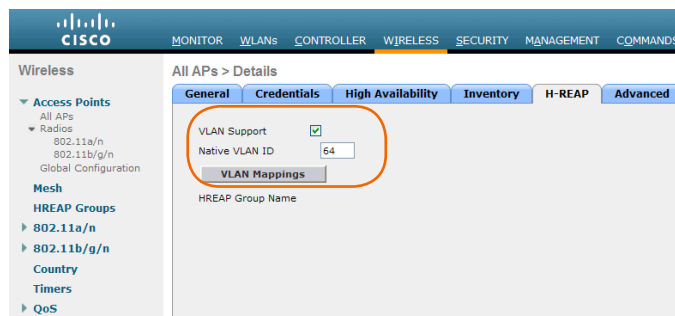 CISCO
MONITOR WLANs CONTROLLER WIRELESS SECURITY MANAGEMENT COMMANDS
Wireless
Access Points
All APs
Radios
802.11a/n
802.11b/g/n
Global Configuration
Mesh
HREAP Groups
802.11a/n
802.11b/g/n
Country
Timers
QoS
All APs > Details
General Credentials High Availability Inventory H-REAP Advanced
VLAN Support
Native VLAN ID 64
VLAN Mappings
HREAP Group Name